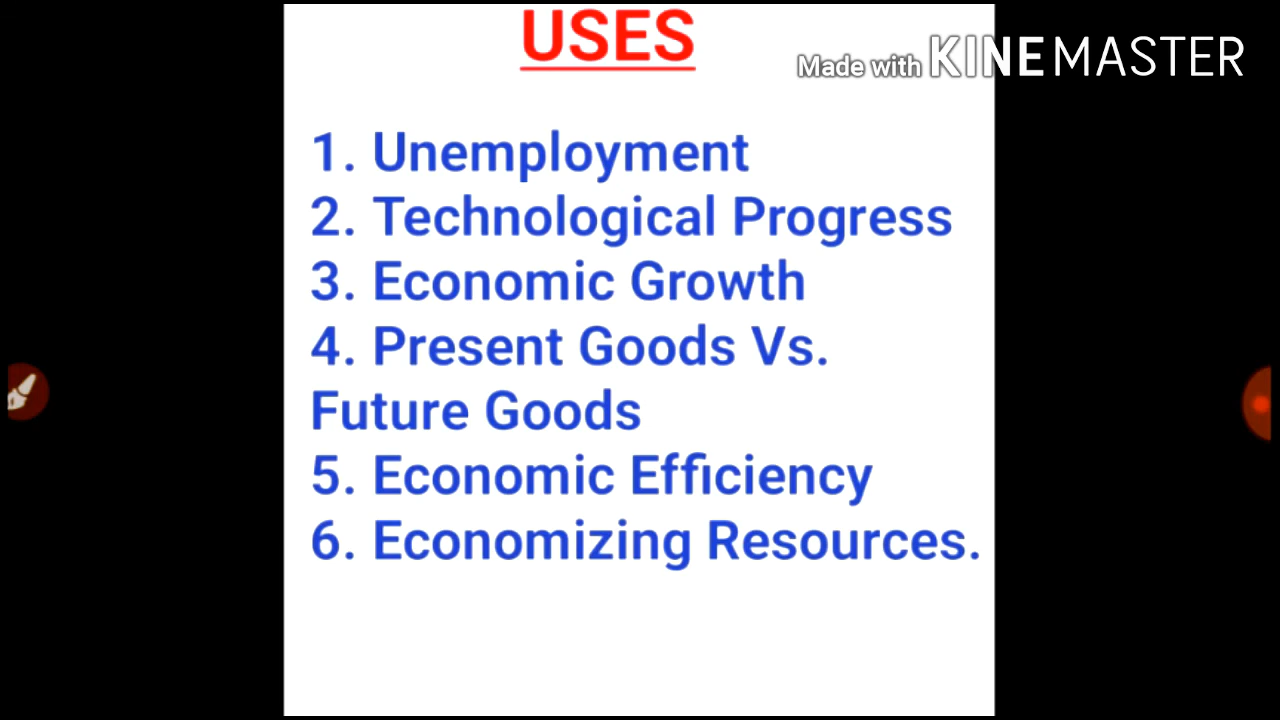 USES
Made with KINEMASTER
1. Unemployment
2. Technological Progress
3. Economic Growth
4. Present Goods Vs.
Future Goods
5. Economic Efficiency
6. Economizing Resources.